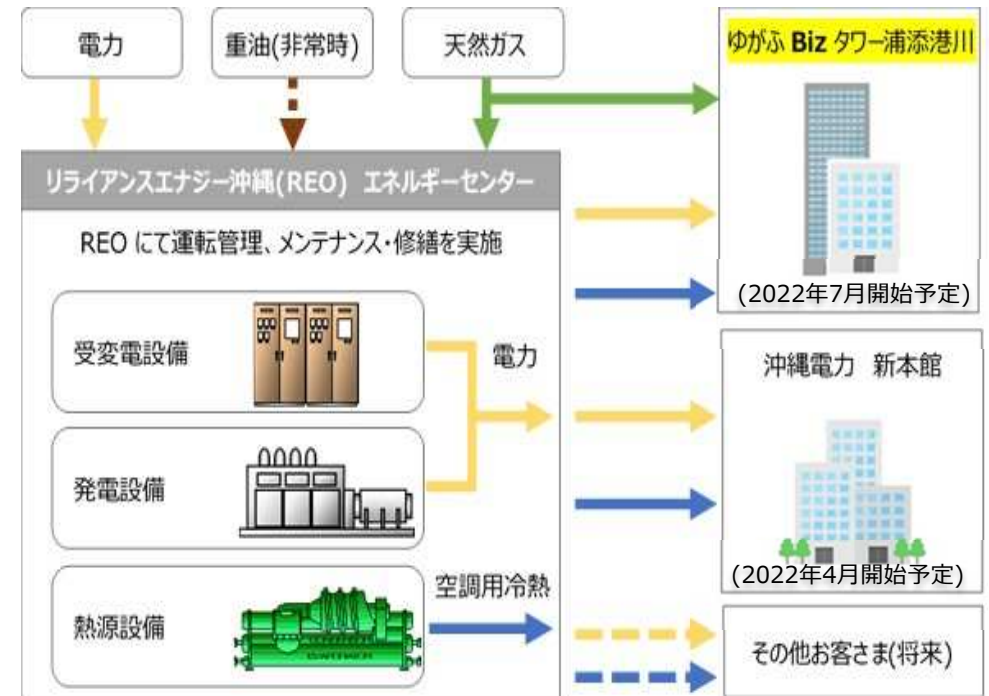 電力
重油(非常時)
天然ガス
ゆがふ Biz タワー浦添港川
(2022年7月開始予定)
リライアンスエナジー沖縄(REO) エネルギーセンター
REO にて運転管理、メンテナンス・修繕を実施
受変電設備
電力
発電設備
熱源設備
空調用冷熱
沖縄電力 新本館
(2022年4月開始予定)
その他お客さま(将来)